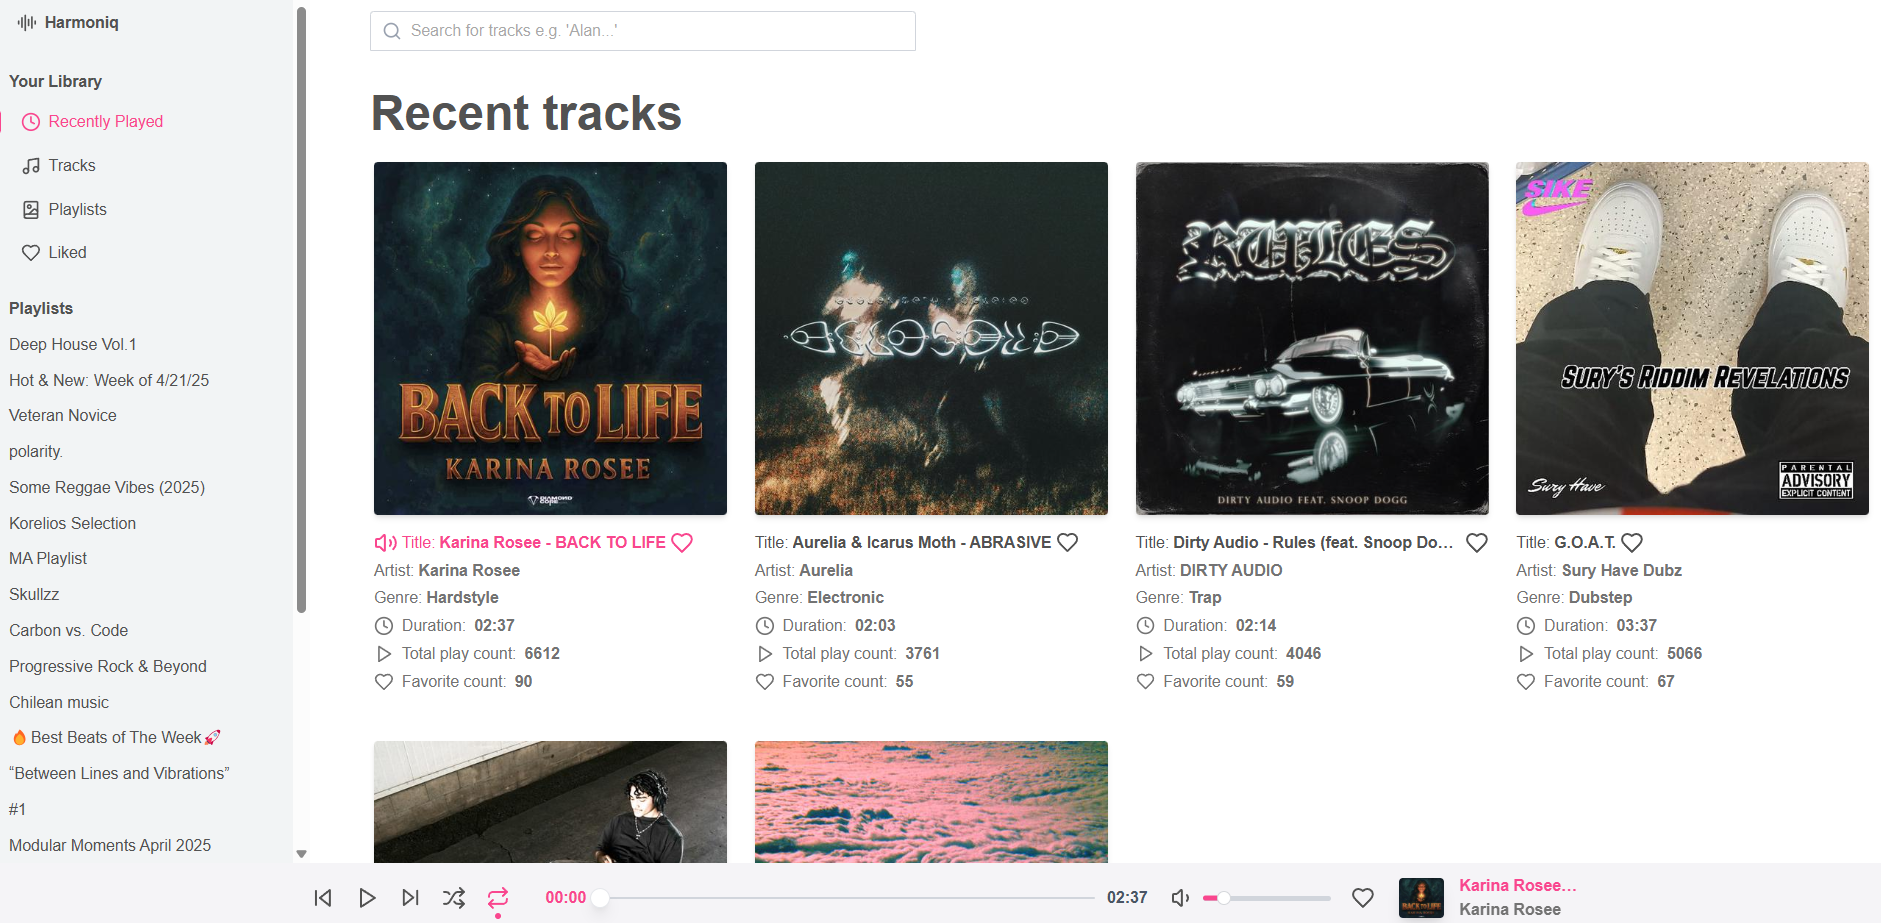 Harmoniq
Search for tracks e.g. 'Alan...'
Your Library
Recently Played
Tracks
Playlists
Liked
Playlists
Deep House Vol.1
Hot & New: Week of 4/21/25
Veteran Novice
polarity.
Some Reggae Vibes (2025)
Korelios Selection
MA Playlist
Skullzz
Carbon vs. Code
Progressive Rock & Beyond
Chilean music
🔥Best Beats of The Week🚀
“Between Lines and Vibrations”
#1
Modular Moments April 2025
Recent tracks
BACK TO LIFE
KARINA ROSEE
DIAMOND
CORE
Title: Karina Rosee - BACK TO LIFE
Artist: Karina Rosee
Genre: Hardstyle
Duration: 02:37
Total play count: 6612
Favorite count: 90
Title: Aurelia & Icarus Moth - ABRASIVE
Artist: Aurelia
Genre: Electronic
Duration: 02:03
Total play count: 3761
Favorite count: 55
RULES
DIRTY AUDIO FEAT. SNOOP DOGG
Title: Dirty Audio - Rules (feat. Snoop Do...
Artist: DIRTY AUDIO
Genre: Trap
Duration: 02:14
Total play count: 4046
Favorite count: 59
SIKE
SURY'S RIDDIM REVELATIONS
Sury Have
PARENTAL
ADVISORY
EXPLICIT CONTENT
Title: G.O.A.T.
Artist: Sury Have Dubz
Genre: Dubstep
Duration: 03:37
Total play count: 5066
Favorite count: 67
00:00
02:37
BACK TO LIFE
Karina Rosee...
Karina Rosee